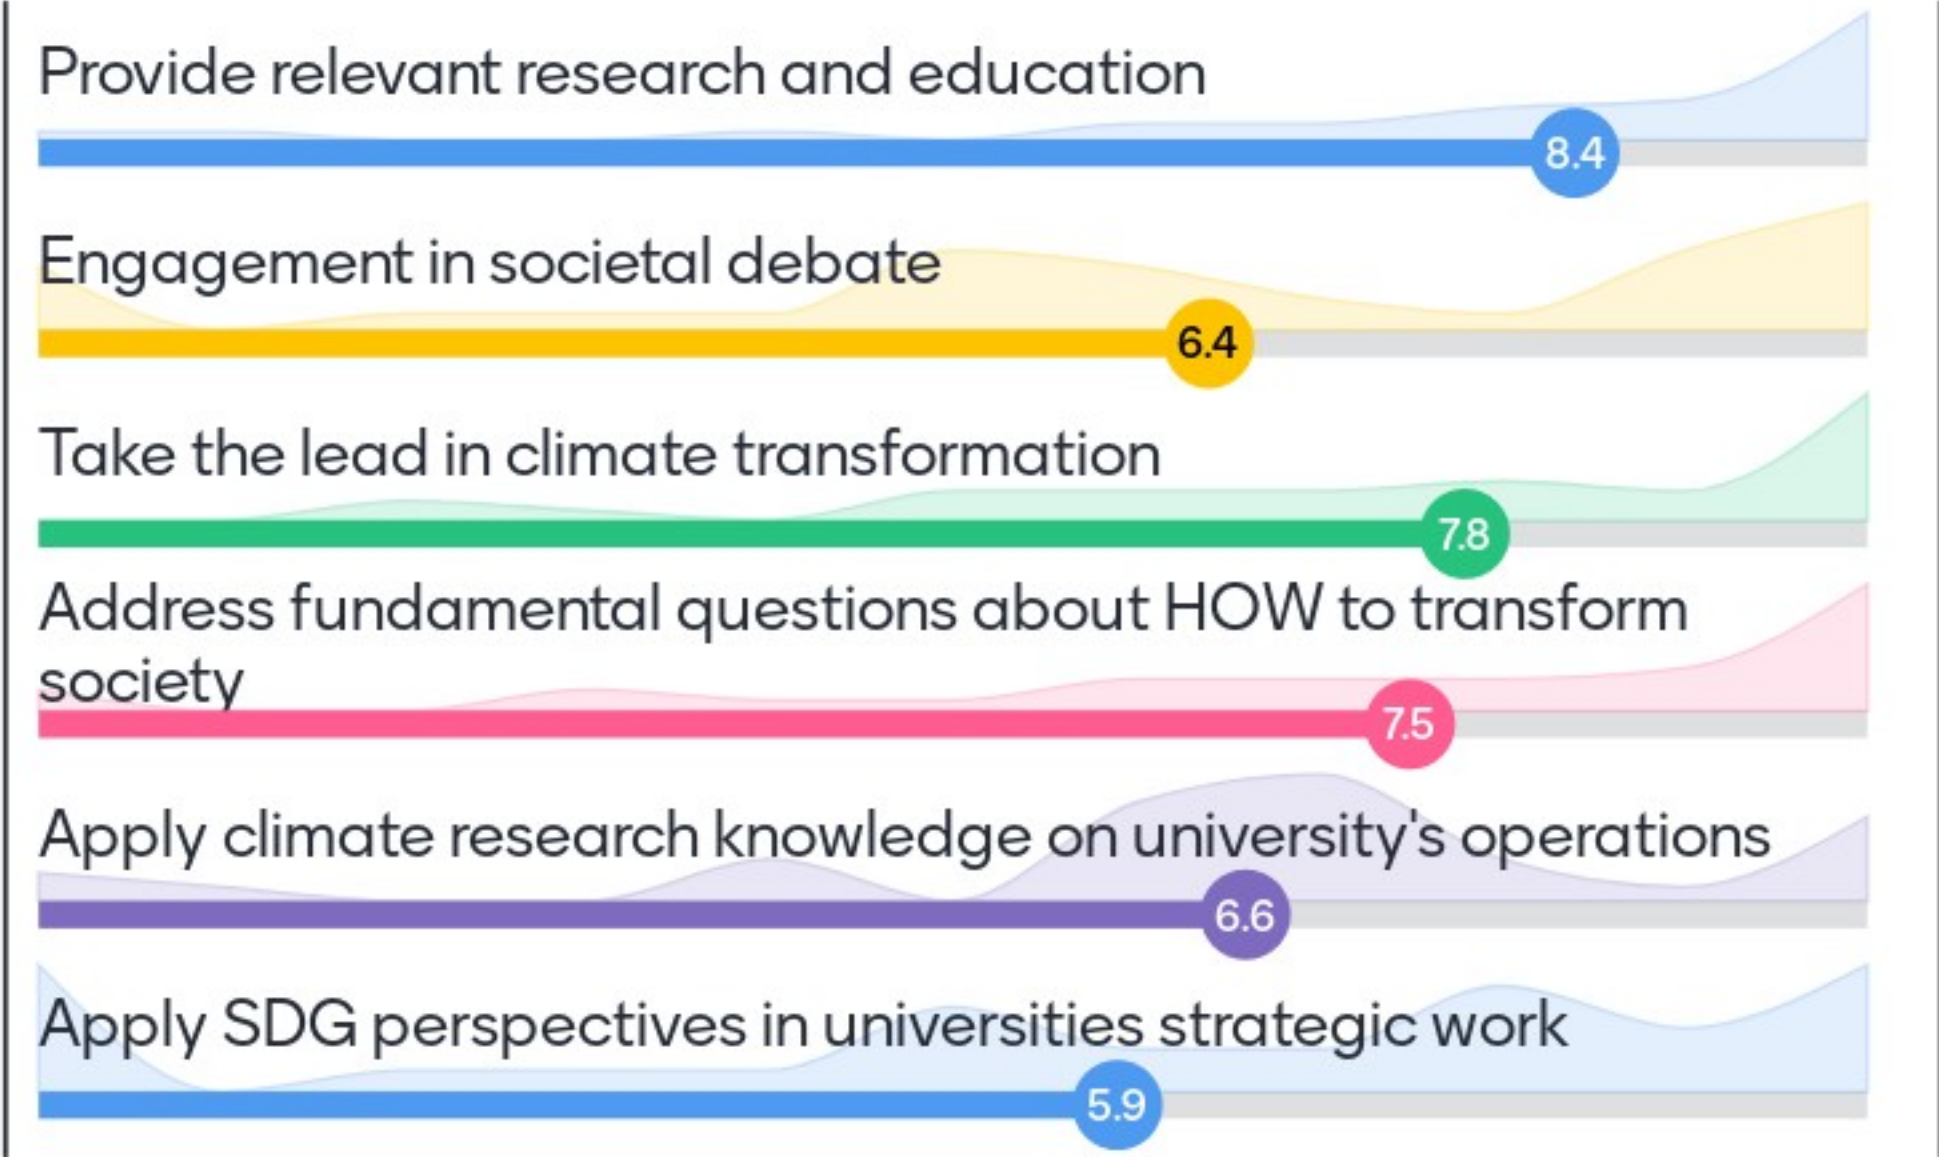 Provide relevant research and education
8.4
Engagement in societal debate
6.4
Take the lead in climate transformation
7.8
Address fundamental questions about HOW to transform
society
7.5
Apply climate research knowledge on university's operations
6.6
Apply SDG perspectives in universities strategic work
5.9